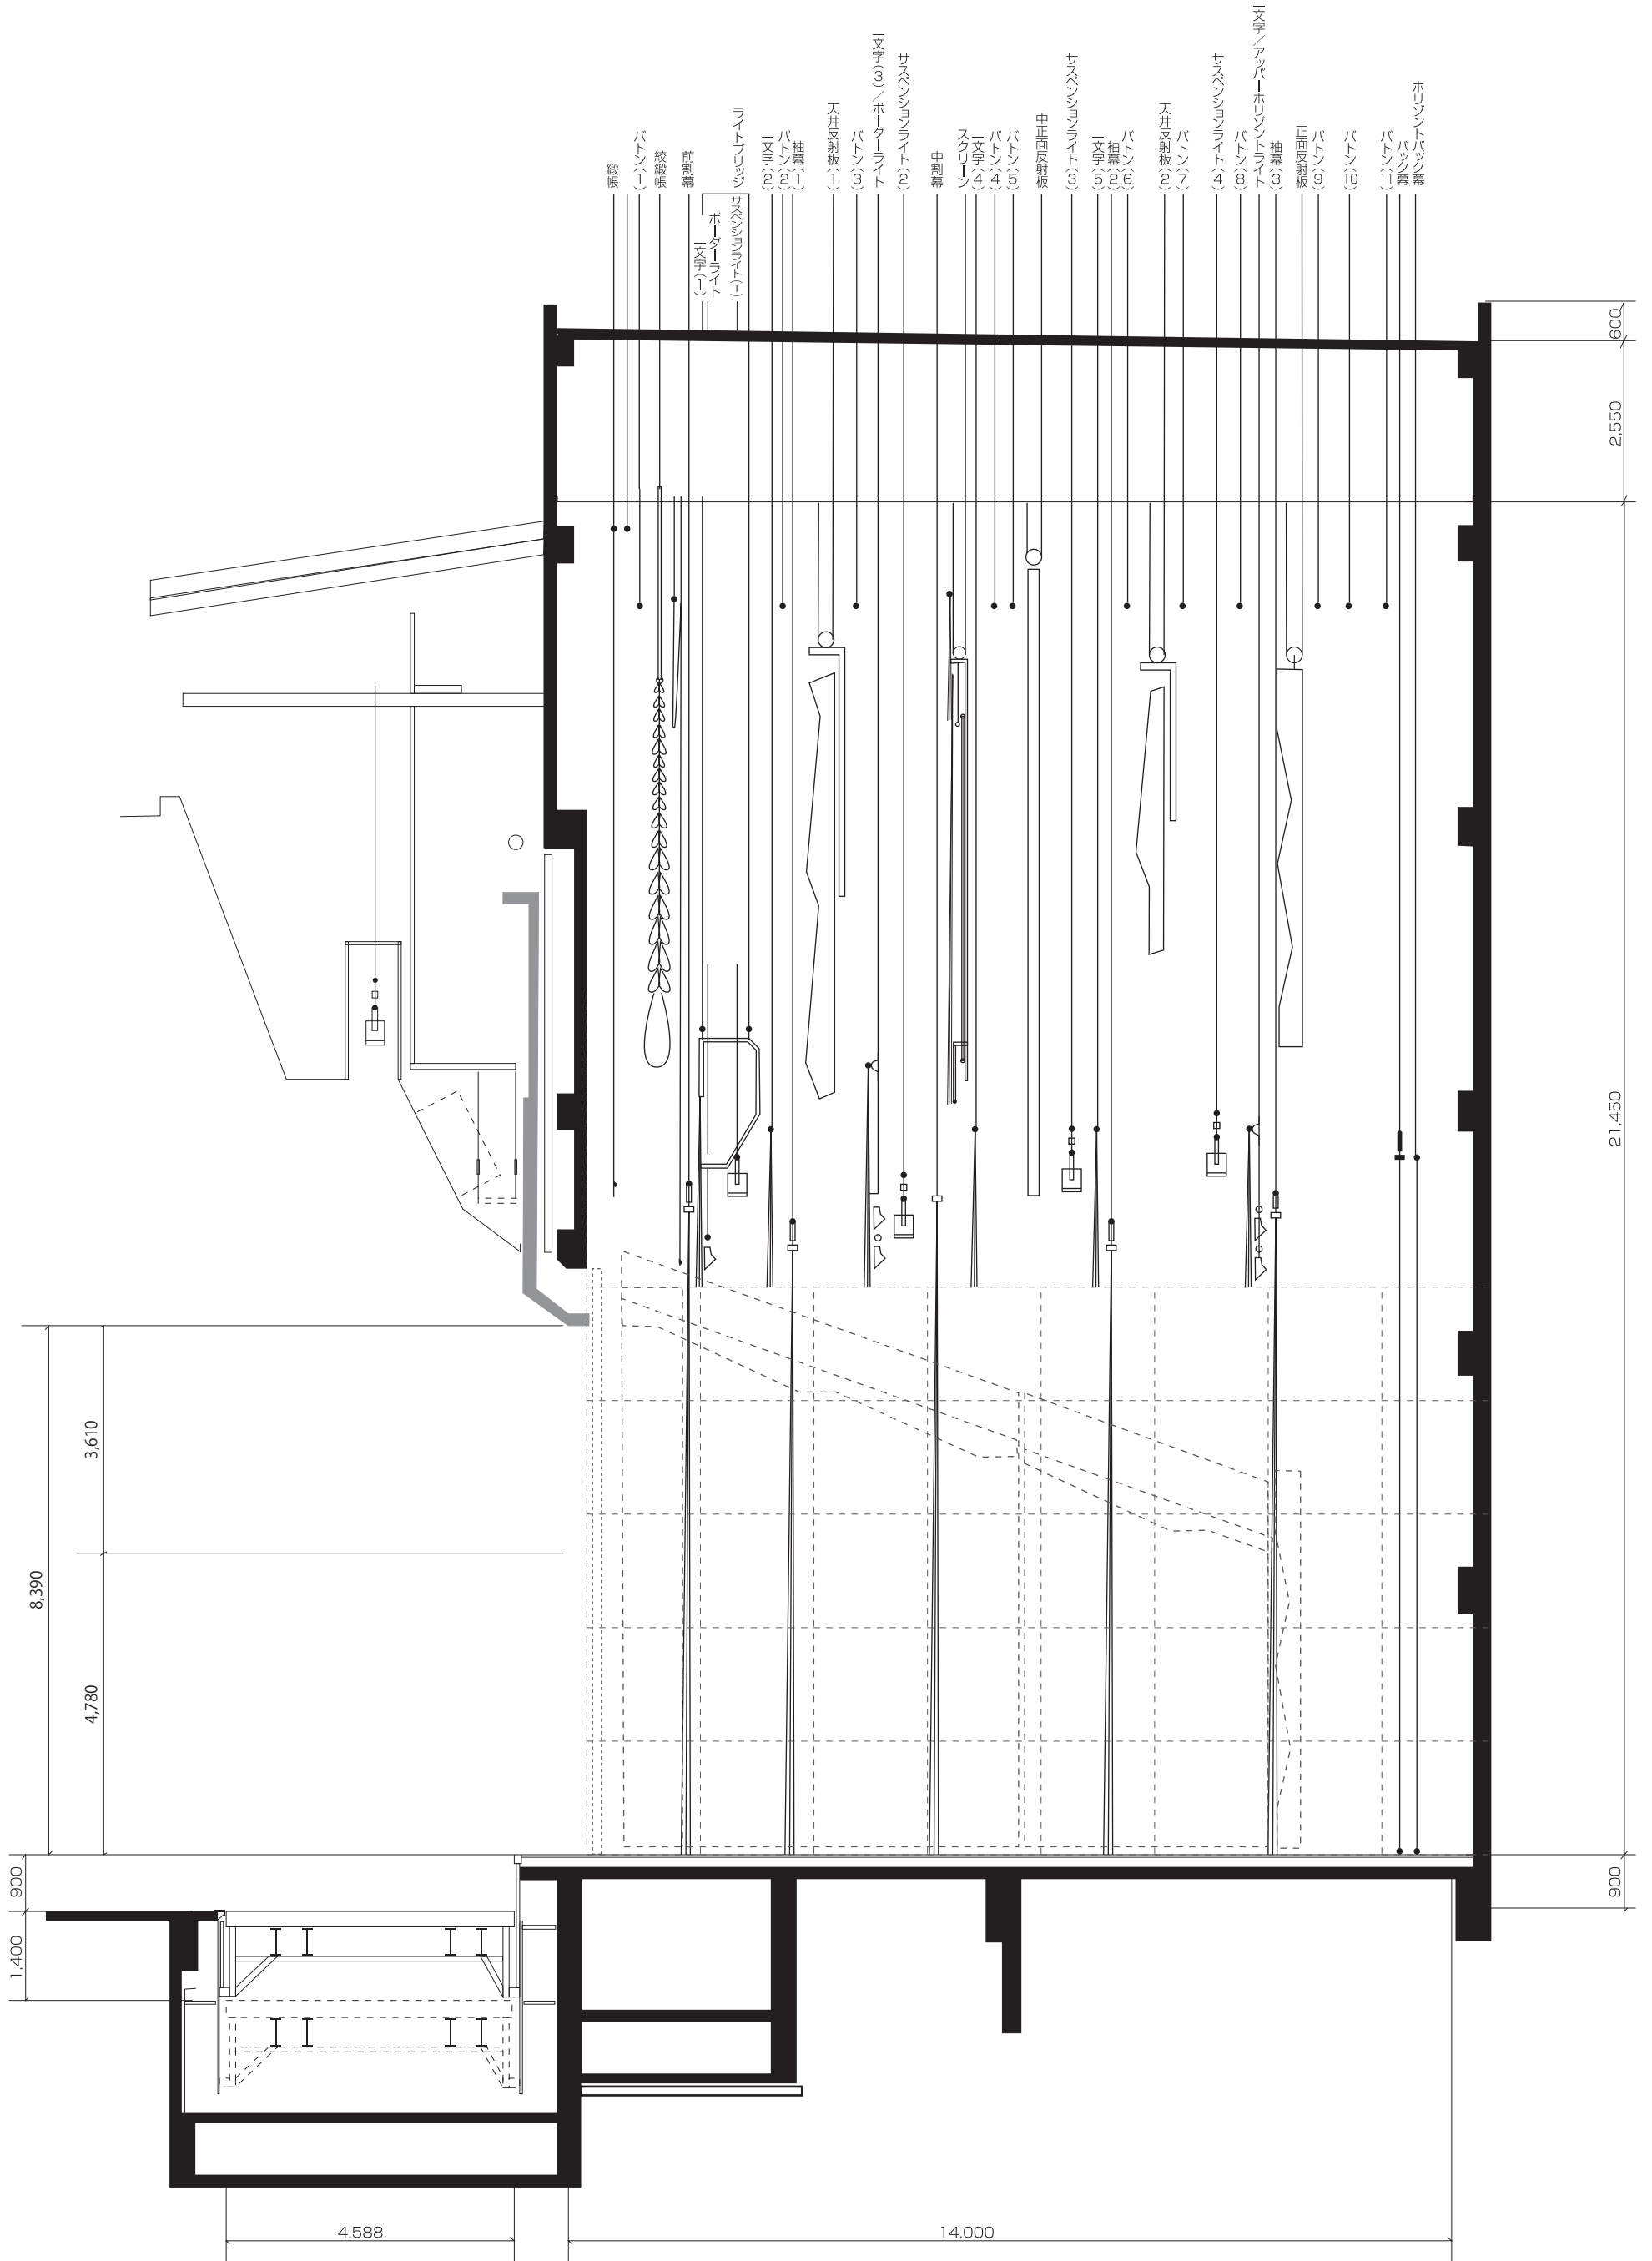 緞帳
バトン(1)
絞緞帳
前割幕
ライトブリッジ
一文字(1)
ボーダーライト
サスペンションライト(1)
一文字(2)
バトン(2)
袖幕(1)
天井反射板(1)
バトン(3)
一文字(3)／ボーダーライト
サスペンションライト(2)
中割幕
スクリーン
一文字(4)
バトン(4)
バトン(5)
中正面反射板
サスペンションライト(3)
一文字(5)
袖幕(2)
バトン(6)
天井反射板(2)
バトン(7)
サスペンションライト(4)
バトン(8)
一文字／アッパーホリゾントライト
袖幕(3)
正面反射板
バトン(9)
バトン(10)
バトン(11)
バック幕
ホリゾントバック幕
600
2,550
21,450
900
3,610
8,390
4,780
900
1,400
4,588
14,000